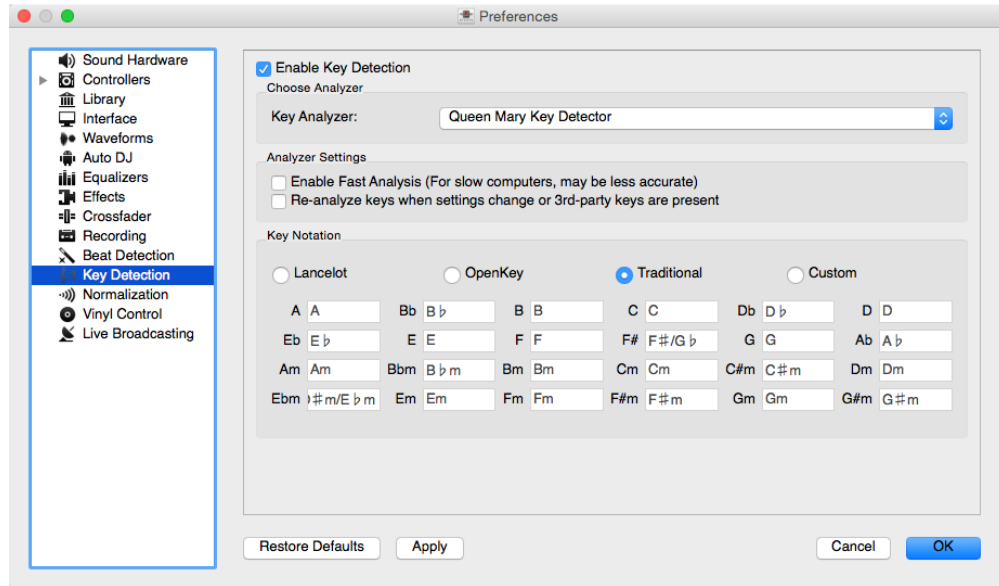 Preferences
Sound Hardware
Controllers
Library
Interface
Waveforms
Auto DJ
Equalizers
Effects
Crossfader
Recording
Beat Detection
Key Detection
Normalization
Vinyl Control
Live Broadcasting
Enable Key Detection
Choose Analyzer
Key Analyzer: Queen Mary Key Detector
Analyzer Settings
Enable Fast Analysis (For slow computers, may be less accurate)
Re-analyze keys when settings change or 3rd-party keys are present
Key Notation
Lancelot OpenKey Traditional Custom
A A Bb B♭ B B C C Db D♭ D D
Eb E♭ E E F F F# F♯/G♭ G G Ab A♭
Am Am Bbm B♭m Bm Bm Cm Cm C#m C♯m Dm Dm
Ebm ♯m/E♭m Em Em Fm Fm F#m F♯m Gm Gm G#m G♯m
Restore Defaults Apply Cancel OK